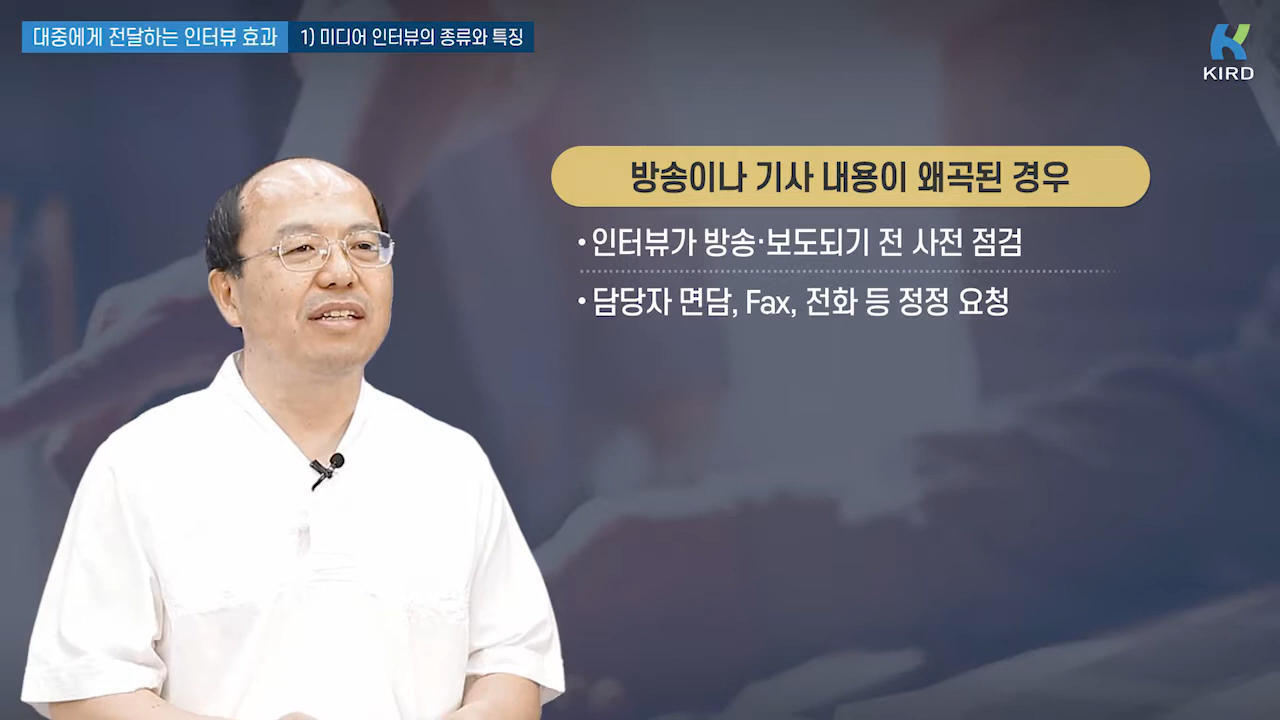 대중에게 전달하는 인터뷰 효과 1) 미디어 인터뷰의 종류와 특징
KIRD
방송이나 기사 내용이 왜곡된 경우
• 인터뷰가 방송·보도되기 전 사전 점검
• 담당자 면담, Fax, 전화 등 정정 요청